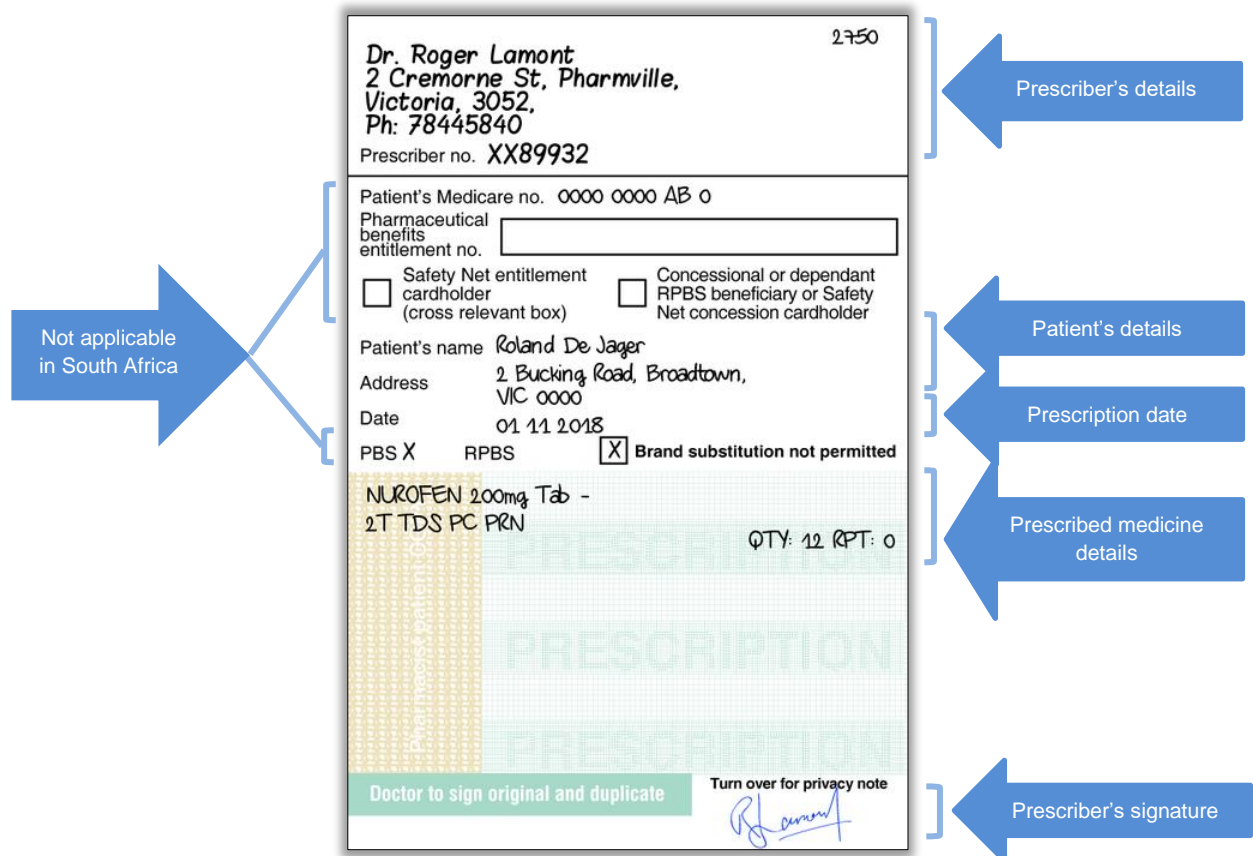 2750
Dr. Roger Lamont
2 Cremorne St, Pharmville,
Victoria, 3052,
Ph: 78445840
Prescriber no. XX89932
Prescriber's details
Patient's Medicare no. 0000 0000 AB 0
Pharmaceutical
benefits
entitlement no.
Safety Net entitlement
cardholder
(cross relevant box)
Concessional or dependant
RPBS beneficiary or Safety
Net concession cardholder
Not applicable
in South Africa
Patient's name Roland De Jager
Address 2 Bucking Road, Broadtown,
VIC 0000
Patient's details
Date 01 11 2018
Prescription date
PBS X RPBS X Brand substitution not permitted
NUROFEN 200mg Tab -
2T TDS PC PRN
QTY: 12 RPT: 0
Prescribed medicine
details
PRESCRIPTION
PRESCRIPTION
PRESCRIPTION
Doctor to sign original and duplicate
Turn over for privacy note
RLamont
Prescriber's signature